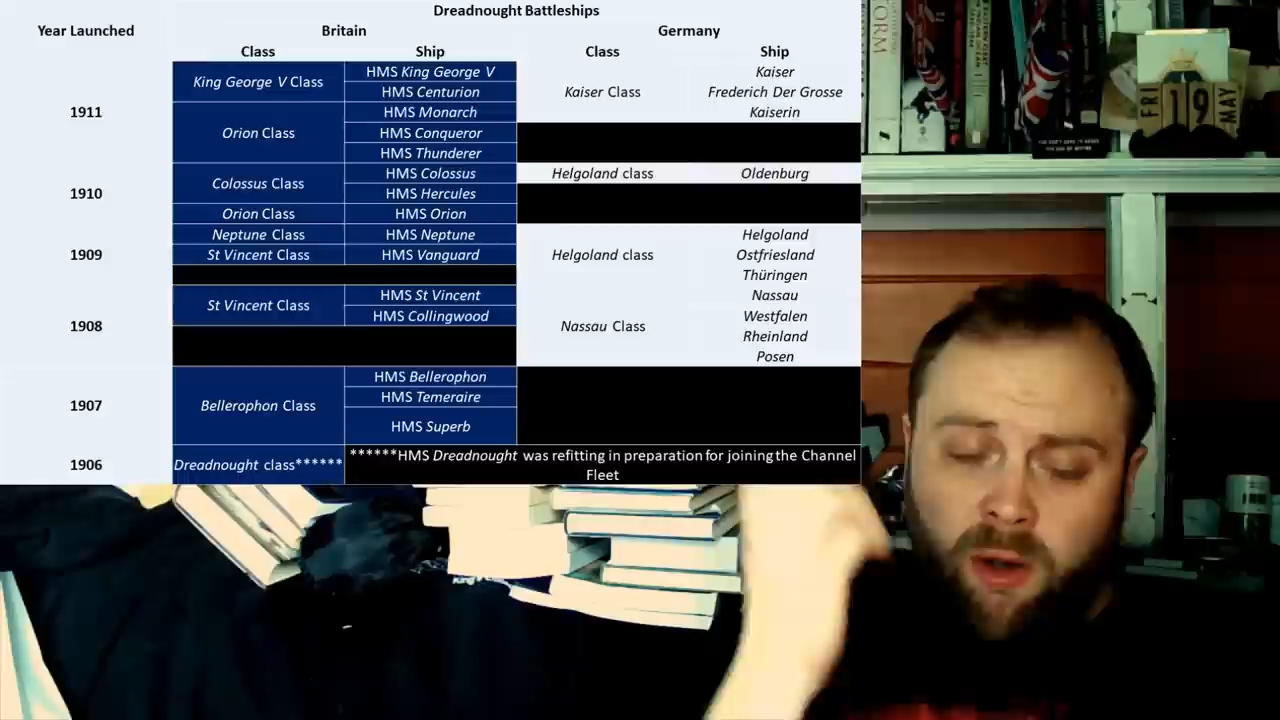 Dreadnought Battleships
Year Launched Britain Germany
Class Ship Class Ship
1911 King George V Class HMS King George V Kaiser Class Kaiser
HMS Centurion Frederich Der Grosse
Orion Class HMS Monarch Kaiserin
HMS Conqueror
HMS Thunderer
1910 Colossus Class HMS Colossus Helgoland class Oldenburg
HMS Hercules
Orion Class HMS Orion
1909 Neptune Class HMS Neptune Helgoland class Helgoland
St Vincent Class HMS Vanguard Ostfriesland
Thüringen
1908 St Vincent Class HMS St Vincent Nassau Class Nassau
HMS Collingwood Westfalen
Rheinland
Posen
1907 Bellerophon Class HMS Bellerophon
HMS Temeraire
HMS Superb
1906 Dreadnought class****** ******HMS Dreadnought was refitting in preparation for joining the Channel
Fleet
FRI 19 MAY